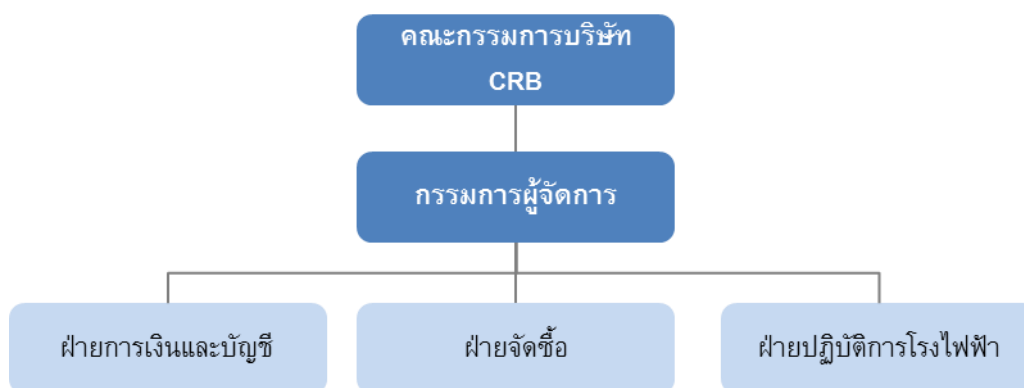 คณะกรรมการบริษัท
CRB
กรรมการผู้จัดการ
ฝ่ายการเงินและบัญชี
ฝ่ายจัดซื้อ
ฝ่ายปฏิบัติการโรงไฟฟ้า